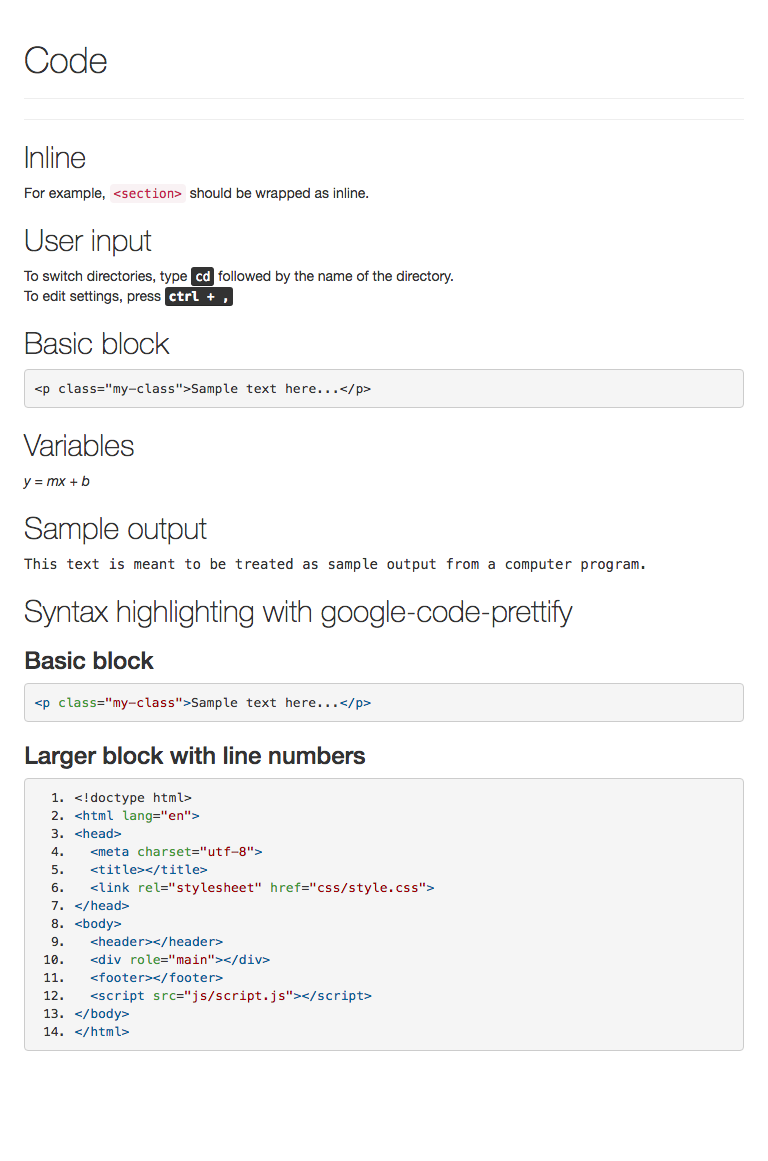 Code
Inline
For example, <section> should be wrapped as inline.
User input
To switch directories, type cd followed by the name of the directory.
To edit settings, press ctrl + ,
Basic block
<p class="my-class">Sample text here...</p>
Variables
y = mx + b
Sample output
This text is meant to be treated as sample output from a computer program.
Syntax highlighting with google-code-prettify
Basic block
<p class="my-class">Sample text here...</p>
Larger block with line numbers
1. <!doctype html>
2. <html lang="en">
3. <head>
4.   <meta charset="utf-8">
5.   <title></title>
6.   <link rel="stylesheet" href="css/style.css">
7. </head>
8. <body>
9.   <header></header>
10.   <div role="main"></div>
11.   <footer></footer>
12.   <script src="js/script.js"></script>
13. </body>
14. </html>